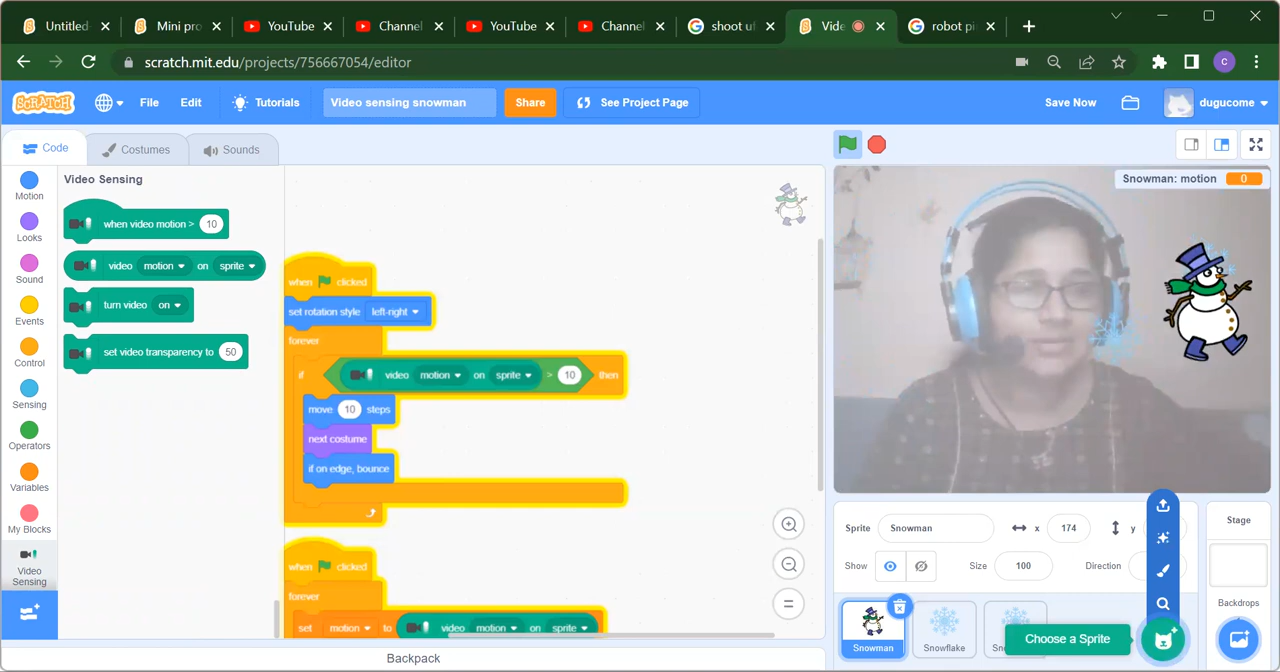 Untitled
Mini pro
YouTube
Channel
YouTube
Channel
shoot u
Vide
robot pi
scratch.mit.edu/projects/756667054/editor
C
SCRATCH
File
Edit
Tutorials
Video sensing snowman
Share
See Project Page
Save Now
dugucome
Code
Costumes
Sounds
Motion
Looks
Sound
Events
Control
Sensing
Operators
Variables
My Blocks
Video
Sensing
Video Sensing
when video motion > 10
video motion on sprite
turn video on
set video transparency to 50
when clicked
set rotation style left-right
forever
if video motion on sprite > 10 then
move 10 steps
next costume
if on edge, bounce
when clicked
forever
set motion to video motion on sprite
Snowman: motion 0
Sprite Snowman x 174 y
Show Size 100 Direction
Snowman
Snowflake
Choose a Sprite
Stage
Backdrops
Backpack